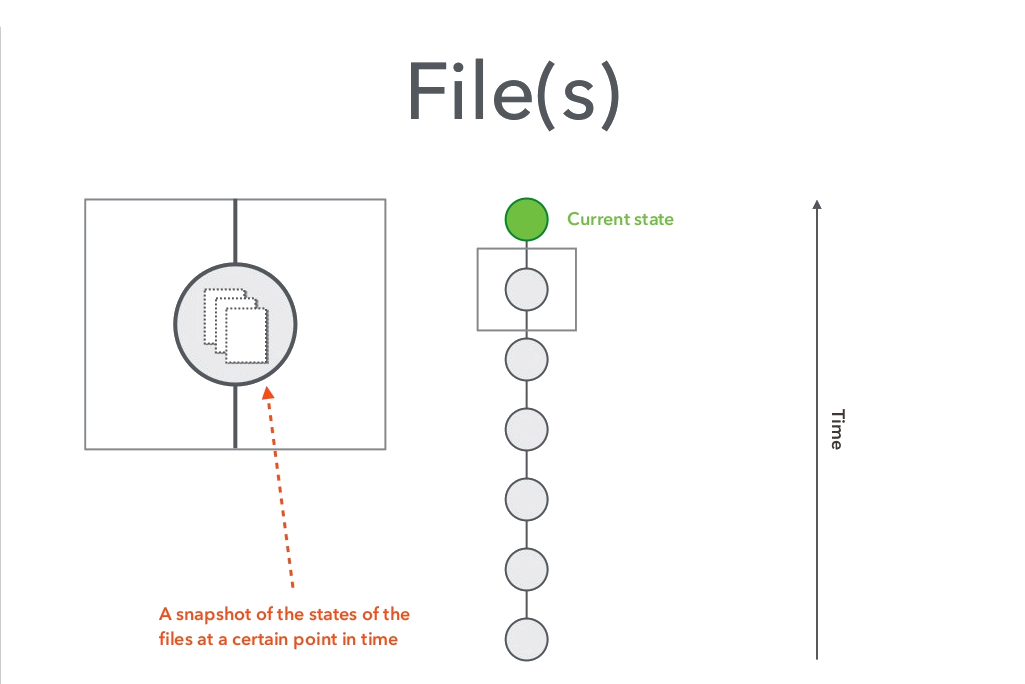 File(s)
Current state
Time
A snapshot of the states of the
files at a certain point in time